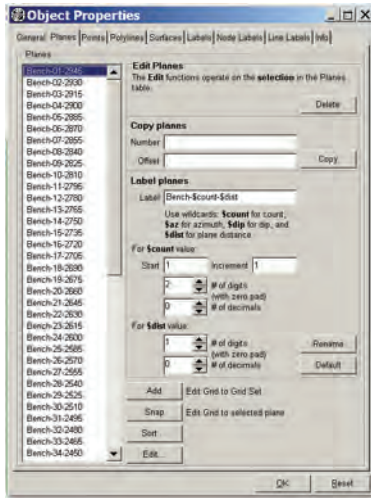 Object Properties
General Planes Points Polylines Surfaces Labels Node Labels Line Labels Info
Planes
Bench-01-2945
Bench-02-2930
Bench-03-2915
Bench-04-2900
Bench-05-2885
Bench-06-2870
Bench-07-2855
Bench-08-2840
Bench-09-2825
Bench-10-2810
Bench-11-2795
Bench-12-2780
Bench-13-2765
Bench-14-2750
Bench-15-2735
Bench-16-2720
Bench-17-2705
Bench-18-2690
Bench-19-2675
Bench-20-2660
Bench-21-2645
Bench-22-2630
Bench-23-2615
Bench-24-2600
Bench-25-2585
Bench-26-2570
Bench-27-2555
Bench-28-2540
Bench-29-2525
Bench-30-2510
Bench-31-2495
Bench-32-2480
Bench-33-2465
Bench-34-2450
Edit Planes
The Edit functions operate on the selection in the Planes
table.
Delete
Copy planes
Number
Offset
Copy
Label planes
Label Bench-$count-$dist
Use wildcards: $count for count,
$az for azimuth, $dip for dip, and
$dist for plane distance
For $count value:
Start 1 Increment 1
2 # of digits
(with zero pad)
0 # of decimals
For $dist value:
1 # of digits
(with zero pad)
0 # of decimals
Rename
Default
Add Edit Grid to Grid Set
Snap Edit Grid to selected plane
Sort...
Edit...
OK Reset